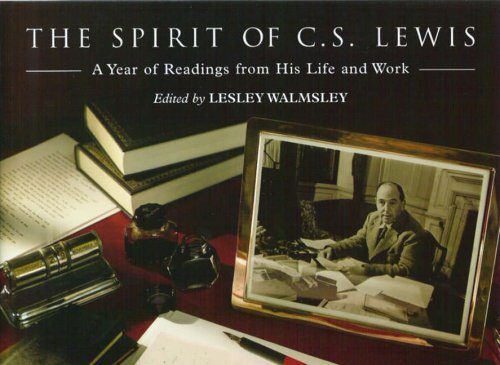 THE SPIRIT OF C.S. LEWIS
A Year of Readings from His Life and Work
Edited by LESLEY WALMSLEY